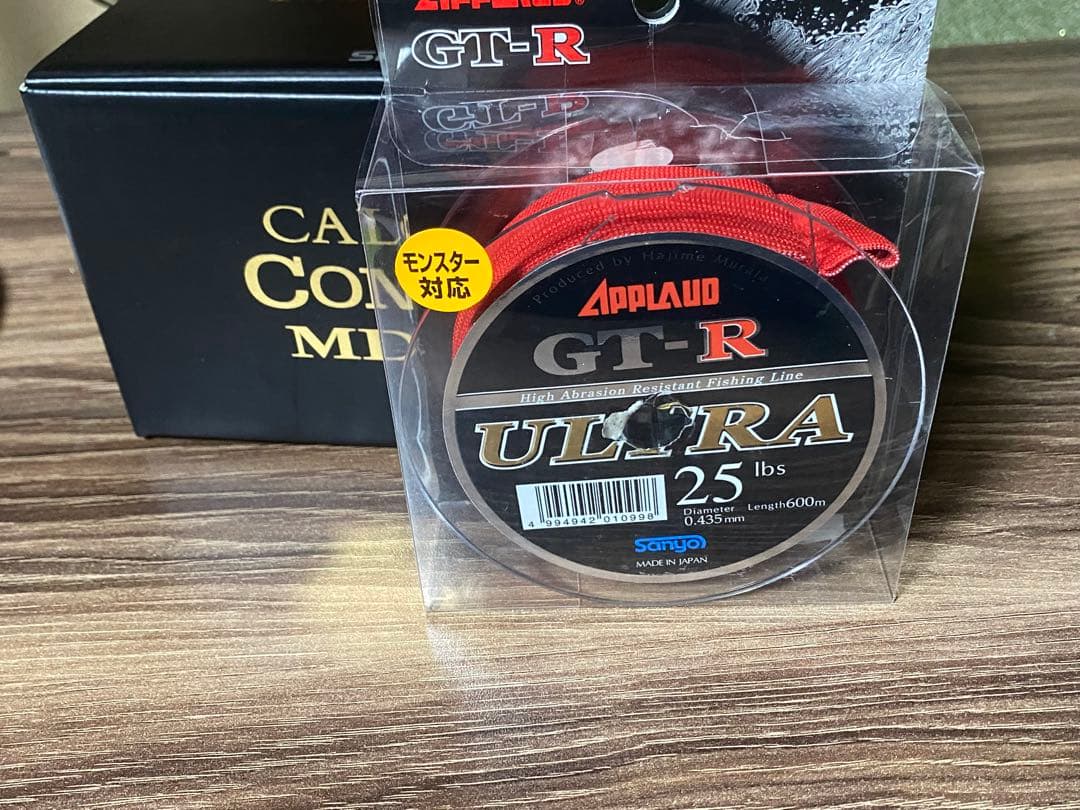 APPLAUD®
GT-R
GT-R
CAL
CON
MD
モンスター
対応
Produced by Hajime Murata
APPLAUD
GT-R
High Abrasion Resistant Fishing Line
ULTRA
25 lbs
Diameter
0.435mm
Length600m
4 994942 010998
Sanyo
MADE IN JAPAN